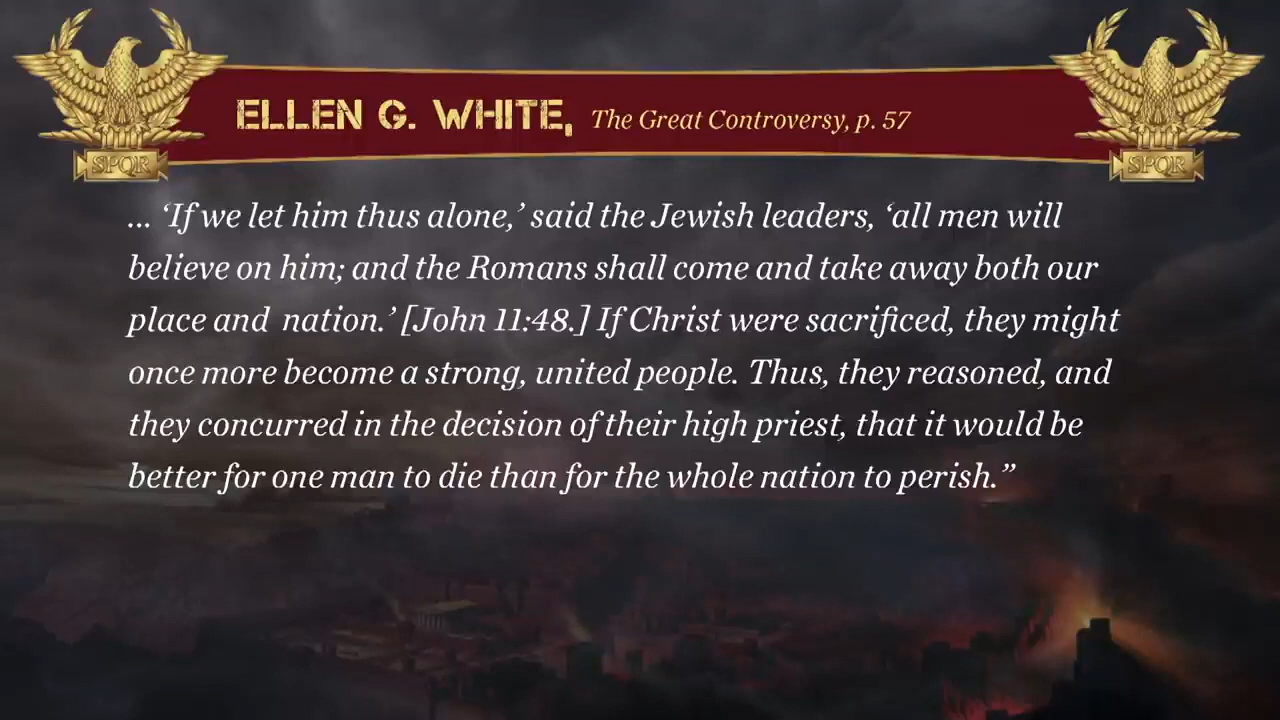 SPQR
ELLEN G. WHITE, The Great Controversy, p. 57
SPQR
... ‘If we let him thus alone,’ said the Jewish leaders, ‘all men will
believe on him; and the Romans shall come and take away both our
place and nation.’ [John 11:48.] If Christ were sacrificed, they might
once more become a strong, united people. Thus, they reasoned, and
they concurred in the decision of their high priest, that it would be
better for one man to die than for the whole nation to perish.”